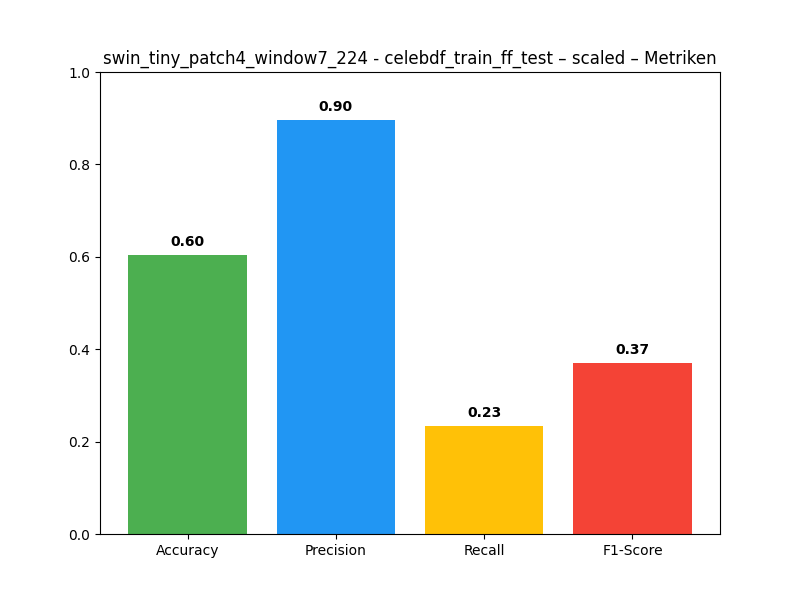 swin_tiny_patch4_window7_224 - celebdf_train_ff_test – scaled – Metriken
1.0
0.8
0.6
0.4
0.2
0.0
0.60
0.90
0.23
0.37
Accuracy
Precision
Recall
F1-Score